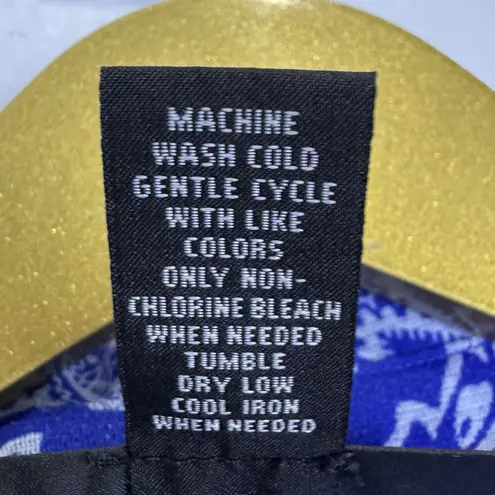 MACHINE
WASH COLD
GENTLE CYCLE
WITH LIKE
COLORS
ONLY NON-
CHLORINE BLEACH
WHEN NEEDED
TUMBLE
DRY LOW
COOL IRON
WHEN NEEDED